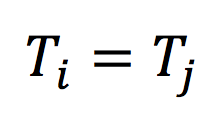 T_i = T_j